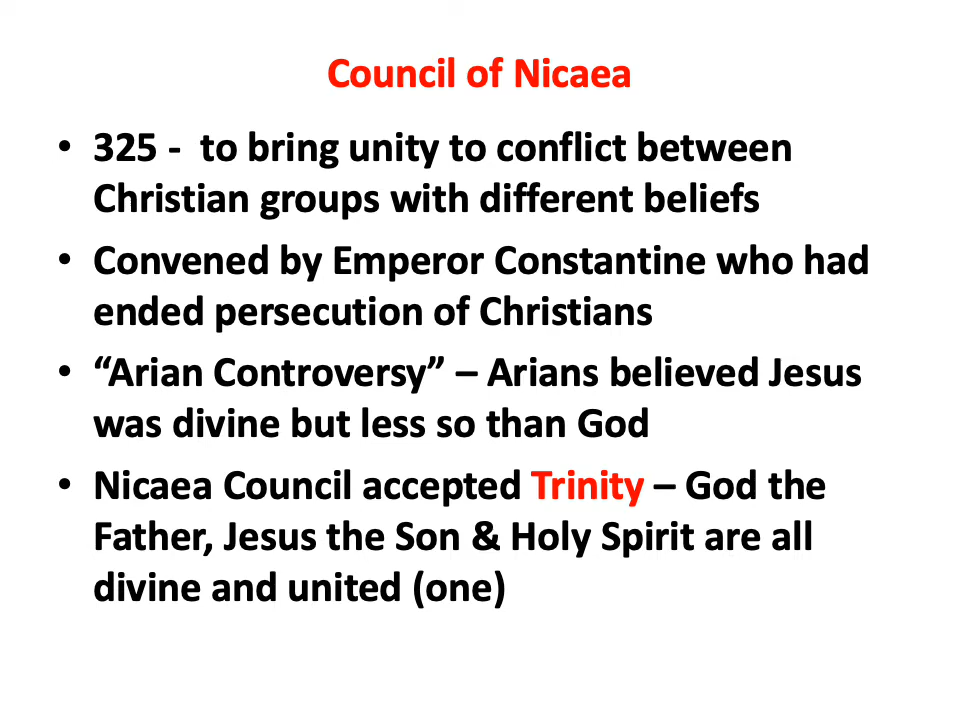 Council of Nicaea
• 325 -  to bring unity to conflict between
Christian groups with different beliefs
• Convened by Emperor Constantine who had
ended persecution of Christians
• “Arian Controversy” – Arians believed Jesus
was divine but less so than God
• Nicaea Council accepted Trinity – God the
Father, Jesus the Son & Holy Spirit are all
divine and united (one)